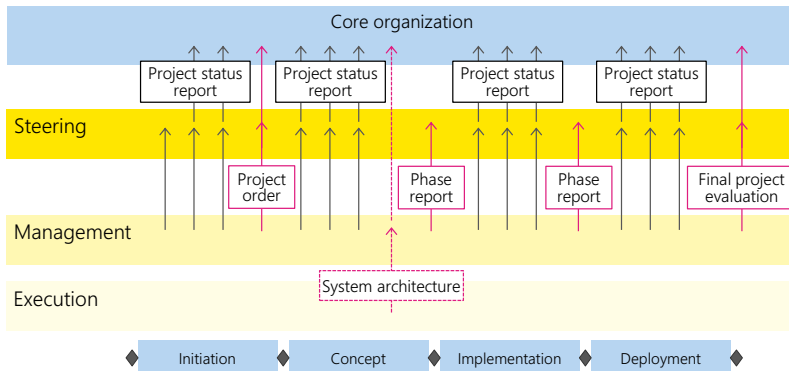 Core organization
Project status
report
Project status
report
Project status
report
Project status
report
Steering
Project
order
Phase
report
Phase
report
Final project
evaluation
Management
System architecture
Execution
Initiation
Concept
Implementation
Deployment